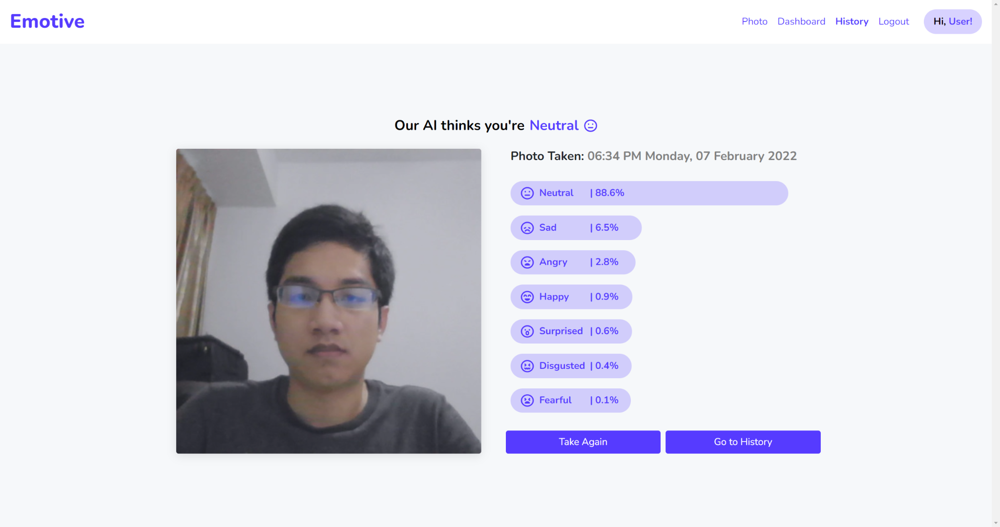 Emotive
Photo Dashboard History Logout Hi, User!
Our AI thinks you're Neutral
Photo Taken: 06:34 PM Monday, 07 February 2022
Neutral | 88.6%
Sad | 6.5%
Angry | 2.8%
Happy | 0.9%
Surprised | 0.6%
Disgusted | 0.4%
Fearful | 0.1%
Take Again Go to History